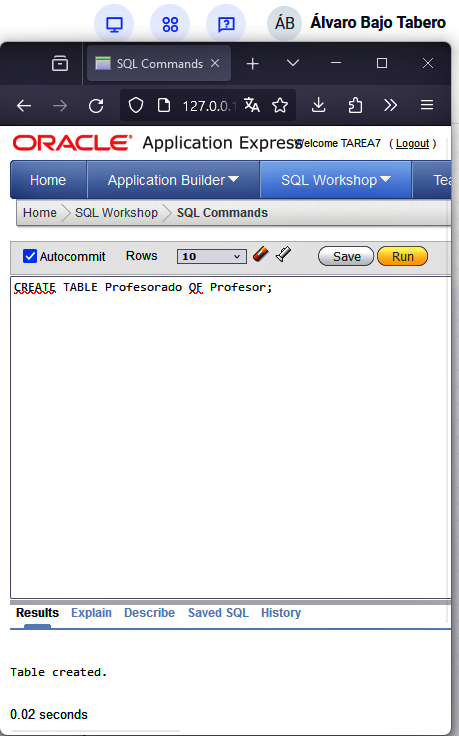 ÁB Álvaro Bajo Tabero
SQL Commands
127.0.0.1
ORACLE® Application Express
Welcome TAREA7 ( Logout )
Home Application Builder SQL Workshop Tea
Home SQL Workshop SQL Commands
Autocommit Rows 10 Save Run
CREATE TABLE Profesorado OF Profesor;
Results Explain Describe Saved SQL History
Table created.
0.02 seconds